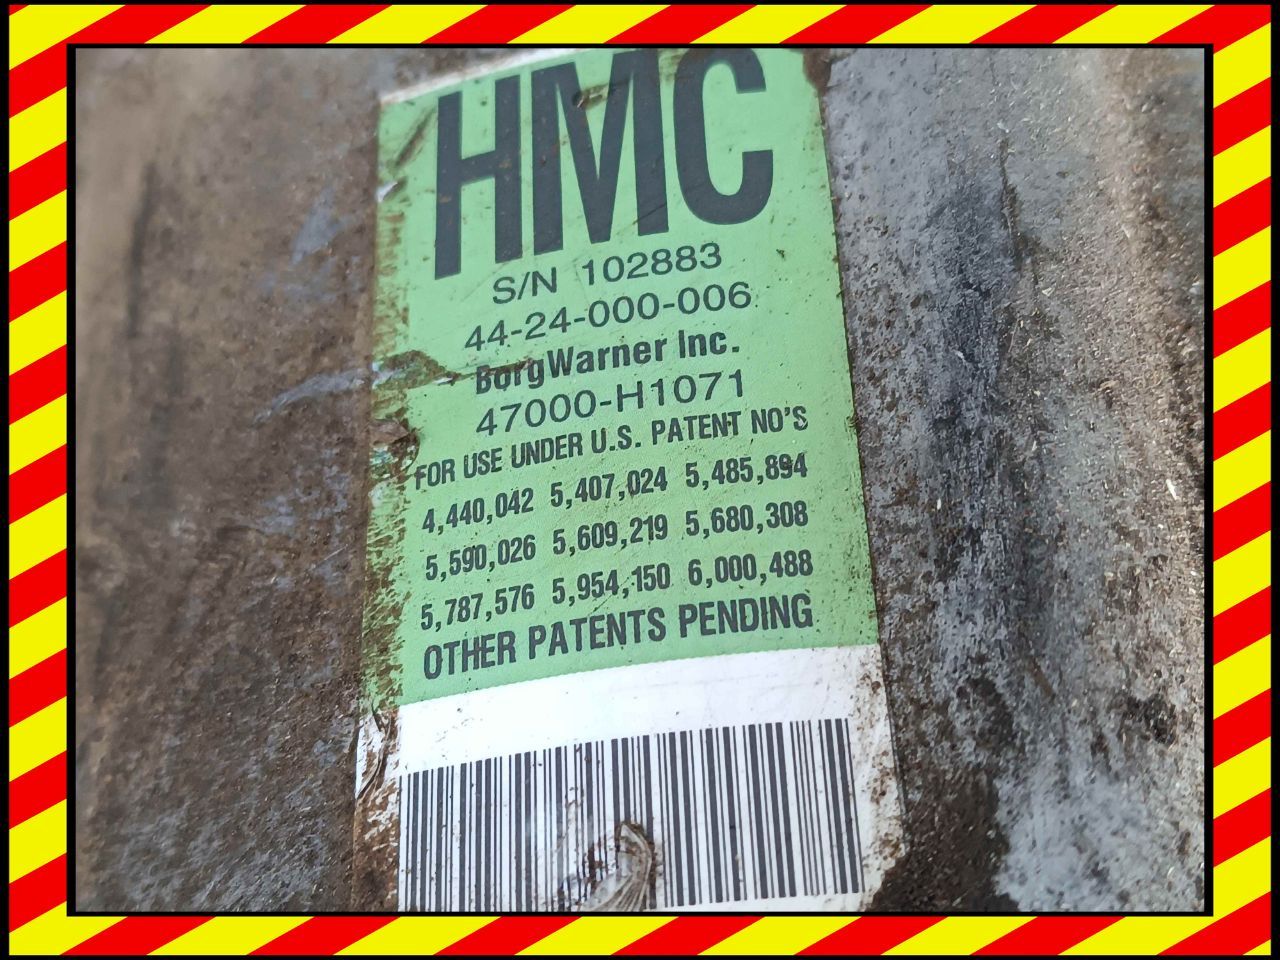 HMC
S/N 102883
44-24-000-006
BorgWarner Inc.
47000-H1071
FOR USE UNDER U.S. PATENT NO'S
4,440,042 5,407,024 5,485,894
5,590,026 5,609,219 5,680,308
5,787,576 5,954,150 6,000,488
OTHER PATENTS PENDING